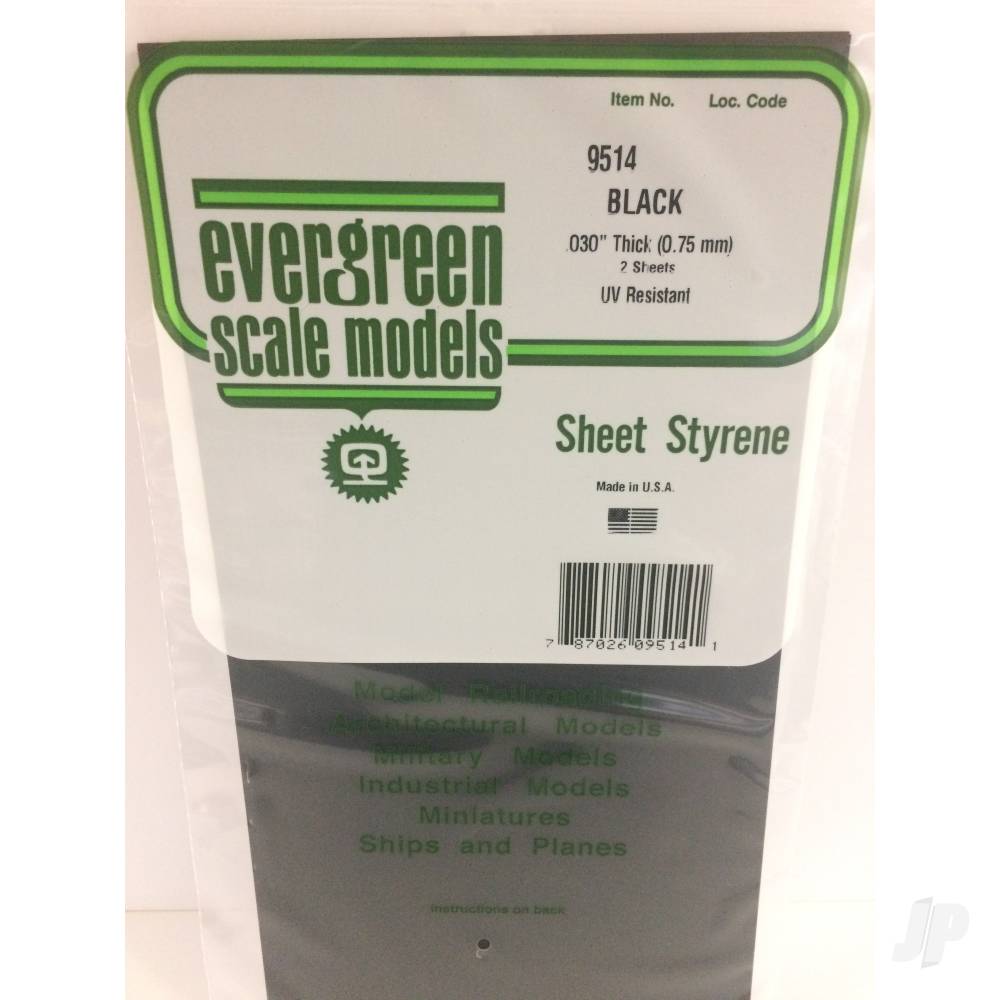 Item No. Loc. Code
9514
BLACK
.030" Thick (0.75 mm)
2 Sheets
UV Resistant
evergreen
scale models
Sheet Styrene
Made in U.S.A.
7 87026 09514 1
Model Railroading
Architectural Models
Military Models
Industrial Models
Miniatures
Ships and Planes
Instructions on back
JP